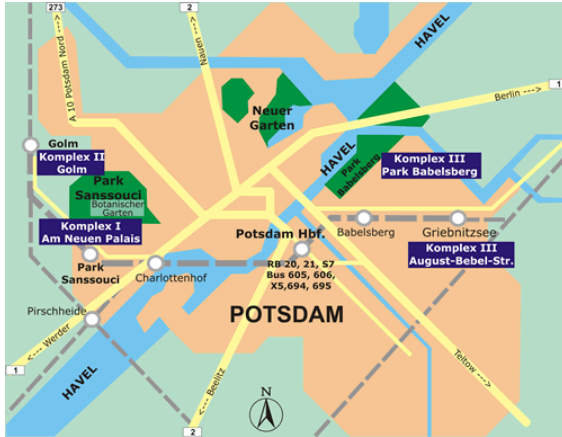 273
2
HAVEL
A 10 Potsdam Nord --->
Nauen --->
1
Berlin --->
Neuer
Garten
Golm
Komplex II
Golm
HAVEL
Park
Babelsberg
Komplex III
Park Babelsberg
Park
Sanssouci
Botanischer
Garten
Komplex I
Am Neuen Palais
Potsdam Hbf.
Babelsberg
Griebnitzsee
Komplex III
August-Bebel-Str.
Park
Sanssouci
Charlottenhof
RB 20, 21, S7
Bus 605, 606,
X5,694, 695
Pirschheide
POTSDAM
<--- Werder
1
HAVEL
<--- Beelitz
2
N
Teltow --->